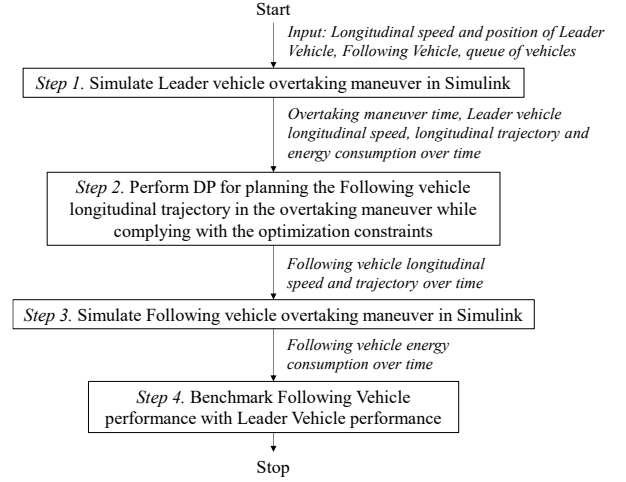 Start
Input: Longitudinal speed and position of Leader
Vehicle, Following Vehicle, queue of vehicles
Step 1. Simulate Leader vehicle overtaking maneuver in Simulink
Overtaking maneuver time, Leader vehicle
longitudinal speed, longitudinal trajectory and
energy consumption over time
Step 2. Perform DP for planning the Following vehicle
longitudinal trajectory in the overtaking maneuver while
complying with the optimization constraints
Following vehicle longitudinal
speed and trajectory over time
Step 3. Simulate Following vehicle overtaking maneuver in Simulink
Following vehicle energy
consumption over time
Step 4. Benchmark Following Vehicle
performance with Leader Vehicle performance
Stop